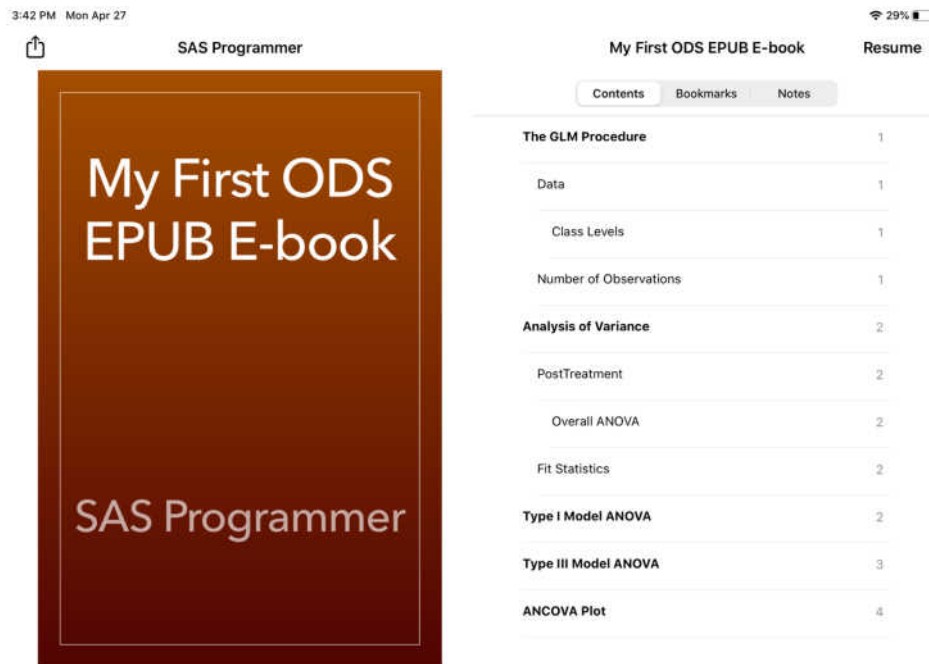 3:42 PM Mon Apr 27
29%
SAS Programmer
My First ODS EPUB E-book
Resume
My First ODS
EPUB E-book
SAS Programmer
Contents Bookmarks Notes
The GLM Procedure 1
Data 1
Class Levels 1
Number of Observations 1
Analysis of Variance 2
PostTreatment 2
Overall ANOVA 2
Fit Statistics 2
Type I Model ANOVA 2
Type III Model ANOVA 3
ANCOVA Plot 4